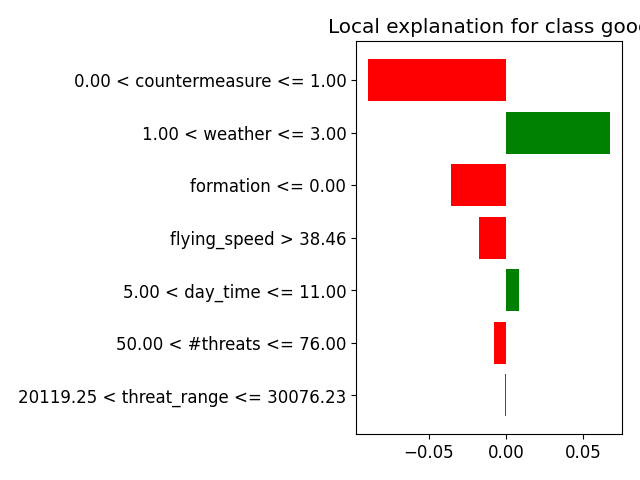 Local explanation for class good
0.00 < countermeasure <= 1.00
1.00 < weather <= 3.00
formation <= 0.00
flying_speed > 38.46
5.00 < day_time <= 11.00
50.00 < #threats <= 76.00
20119.25 < threat_range <= 30076.23
−0.05 0.00 0.05